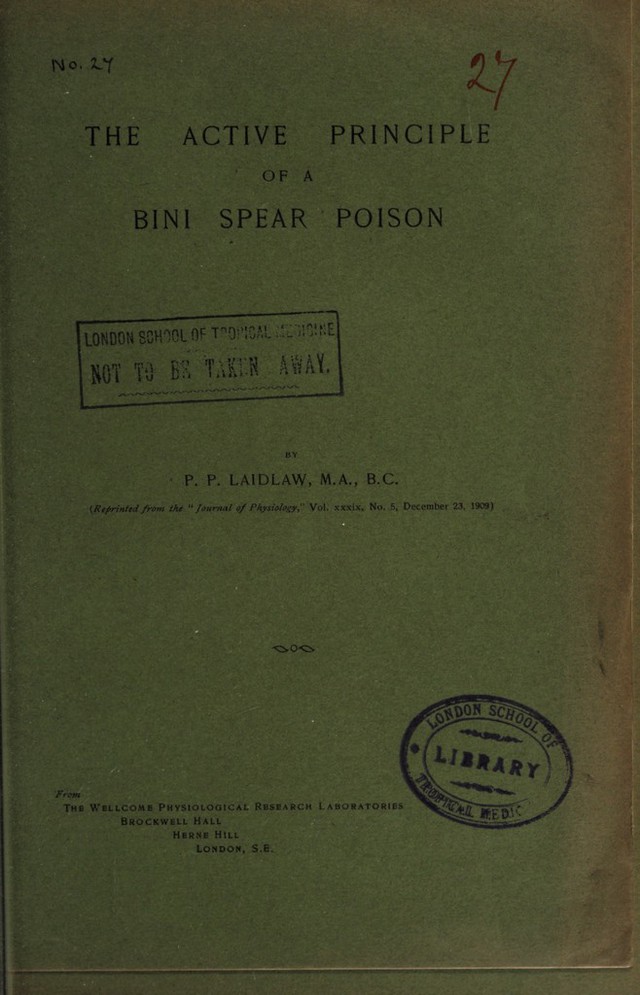 No. 27
27
THE ACTIVE PRINCIPLE
OF A
BINI SPEAR POISON
LONDON SCHOOL OF TROPICAL MEDICINE
NOT TO BE TAKEN AWAY.
BY
P. P. LAIDLAW, M.A., B.C.
(Reprinted from the "Journal of Physiology," Vol. xxxix, No. 5, December 23, 1909)
LONDON SCHOOL OF
LIBRARY
TROPICAL MEDIC
From
THE WELLCOME PHYSIOLOGICAL RESEARCH LABORATORIES
BROCKWELL HALL
HERNE HILL
LONDON, S.E.